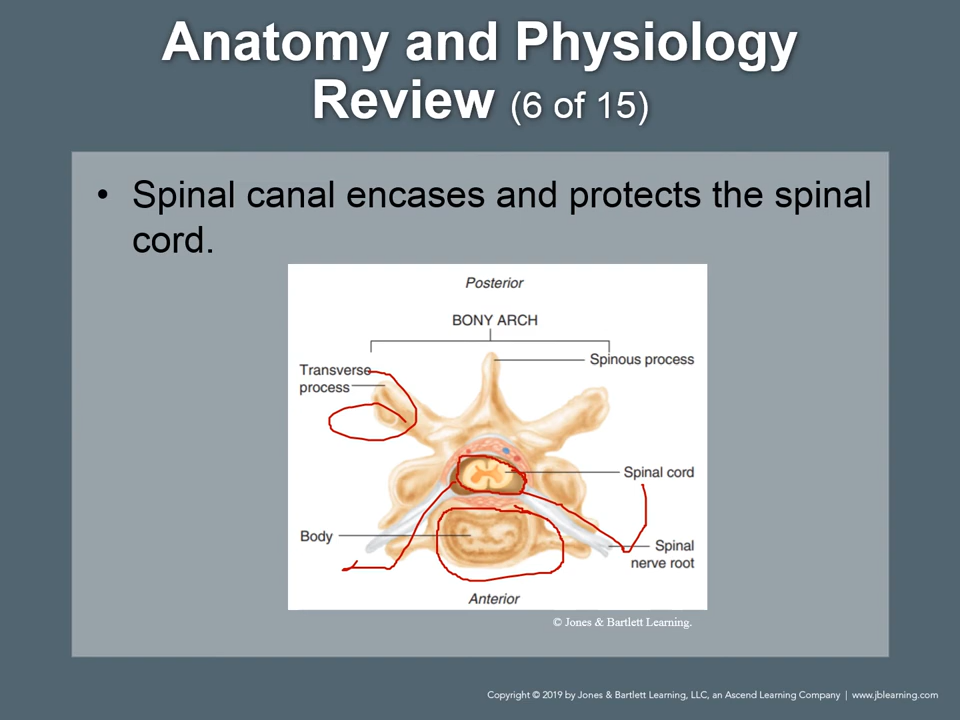 Anatomy and Physiology
Review (6 of 15)
• Spinal canal encases and protects the spinal
cord.
Posterior
BONY ARCH
Spinous process
Transverse
process
Spinal cord
Body
Spinal
nerve root
Anterior
© Jones & Bartlett Learning.
Copyright © 2019 by Jones & Bartlett Learning, LLC, an Ascend Learning Company | www.jblearning.com